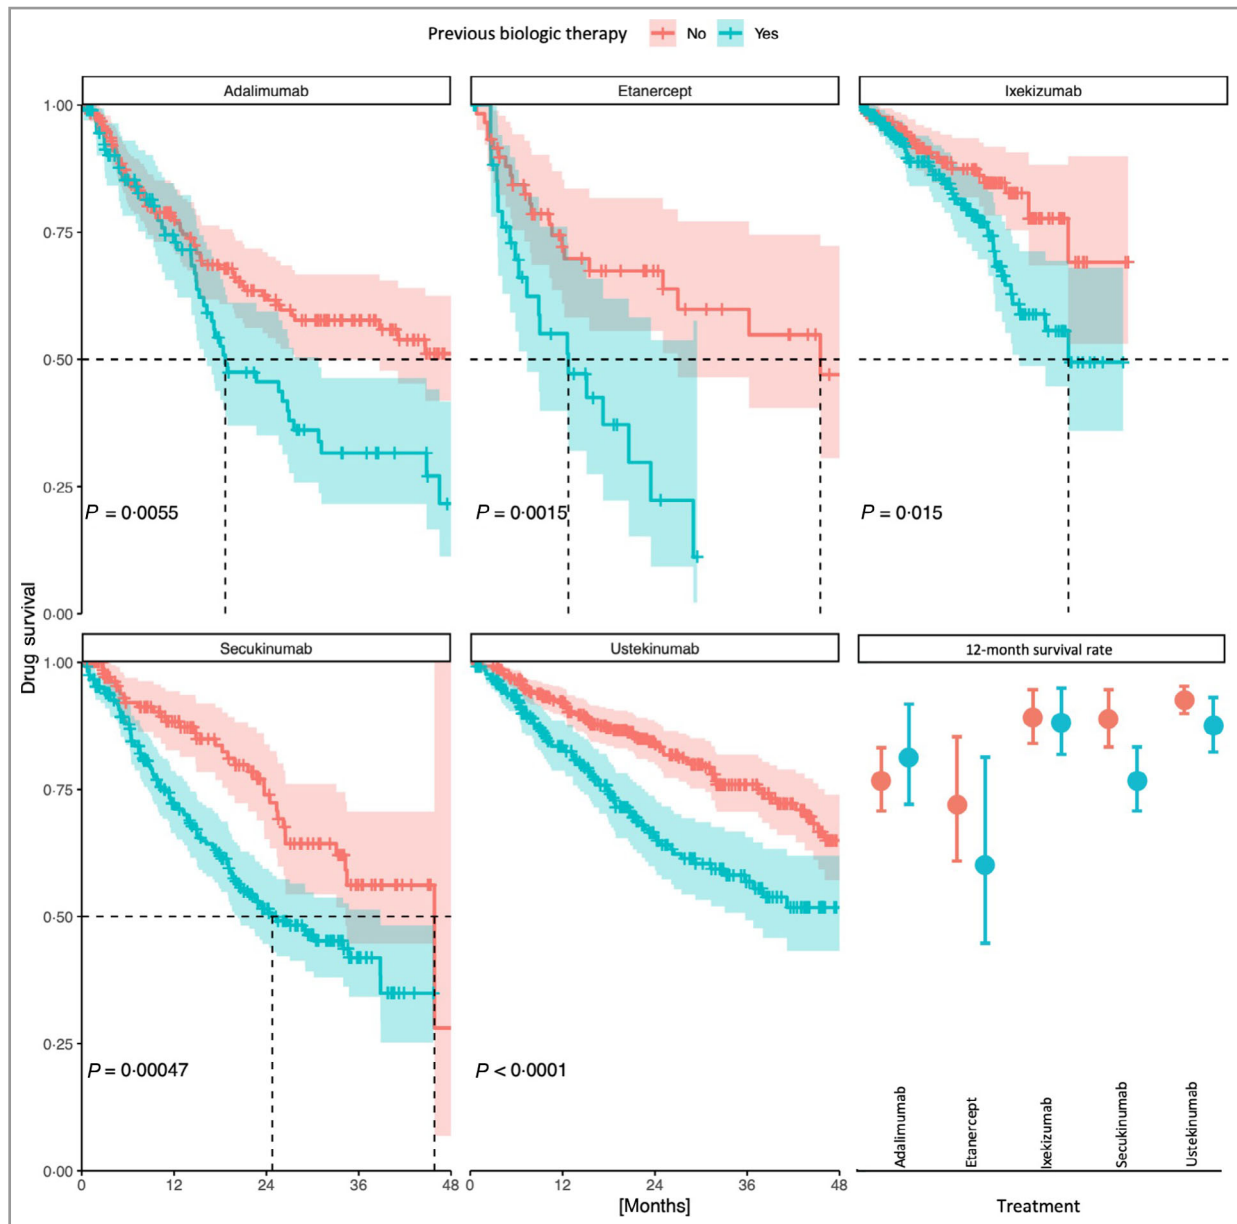 Previous biologic therapy No Yes
Adalimumab Etanercept Ixekizumab
1·00
0·75
0·50
0·25
0·00
P = 0·0055 P = 0·0015 P = 0·015
Drug survival
Secukinumab Ustekinumab 12-month survival rate
1·00
0·75
0·50
0·25
0·00
P = 0·00047 P < 0·0001
Adalimumab Etanercept Ixekizumab Secukinumab Ustekinumab
0 12 24 36 48 0 12 24 36 48
[Months] Treatment